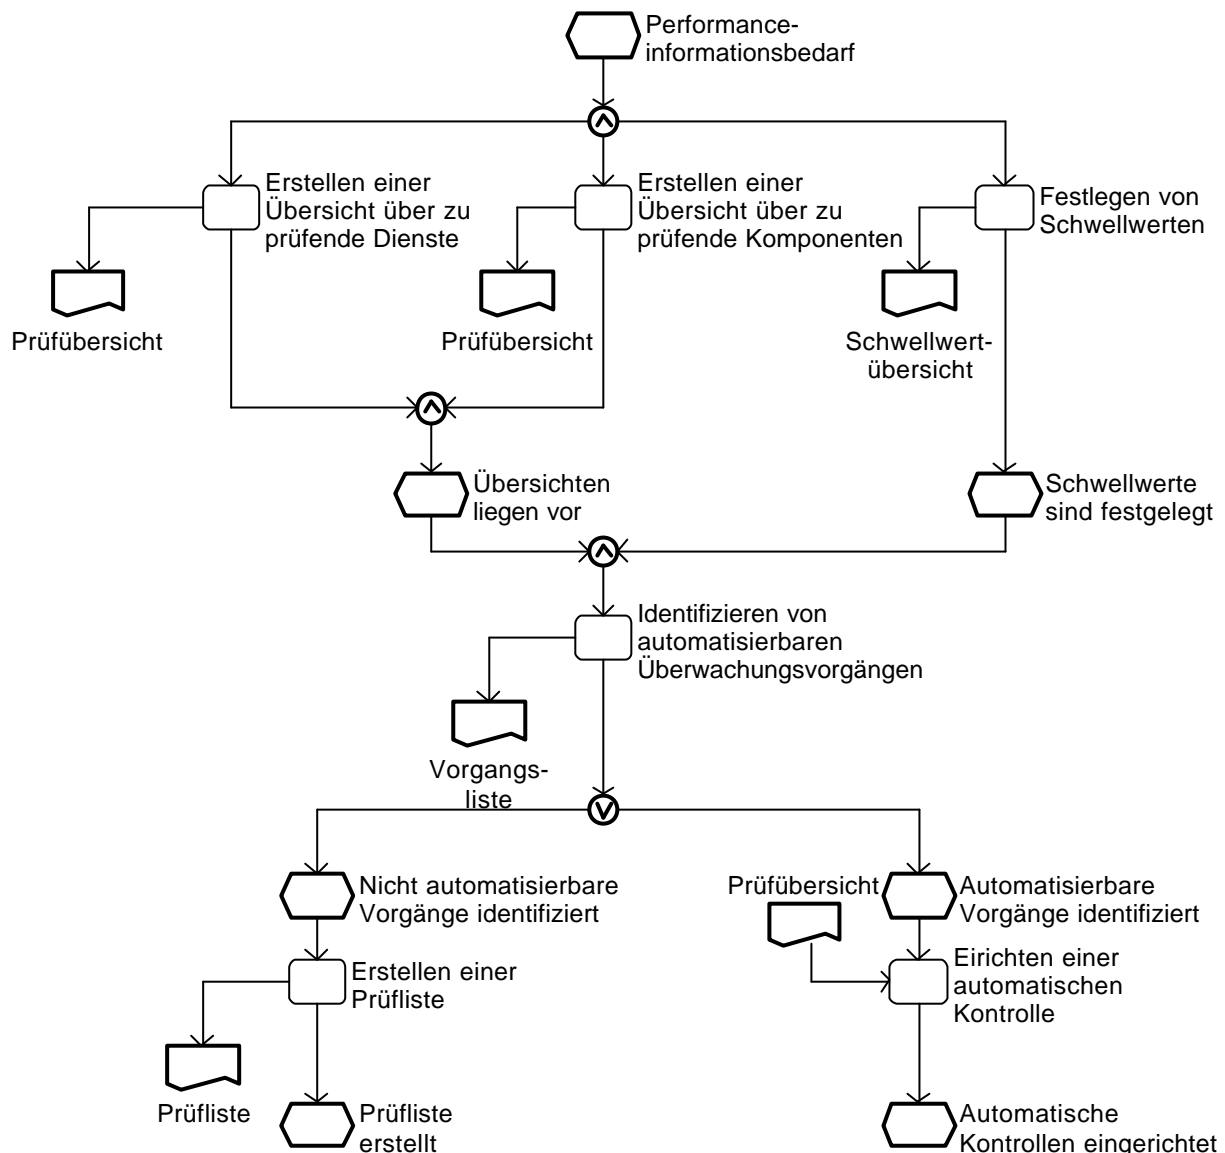 Performance-
informationsbedarf
Erstellen einer
Übersicht über zu
prüfende Dienste
Erstellen einer
Übersicht über zu
prüfende Komponenten
Festlegen von
Schwellwerten
Prüfübersicht
Prüfübersicht
Schwellwert-
übersicht
Übersichten
liegen vor
Schwellwerte
sind festgelegt
Identifizieren von
automatisierbaren
Überwachungsvorgängen
Vorgangs-
liste
Nicht automatisierbare
Vorgänge identifiziert
Prüfübersicht
Automatisierbare
Vorgänge identifiziert
Erstellen einer
Prüfliste
Eirichten einer
automatischen
Kontrolle
Prüfliste
Prüfliste
erstellt
Automatische
Kontrollen eingerichtet